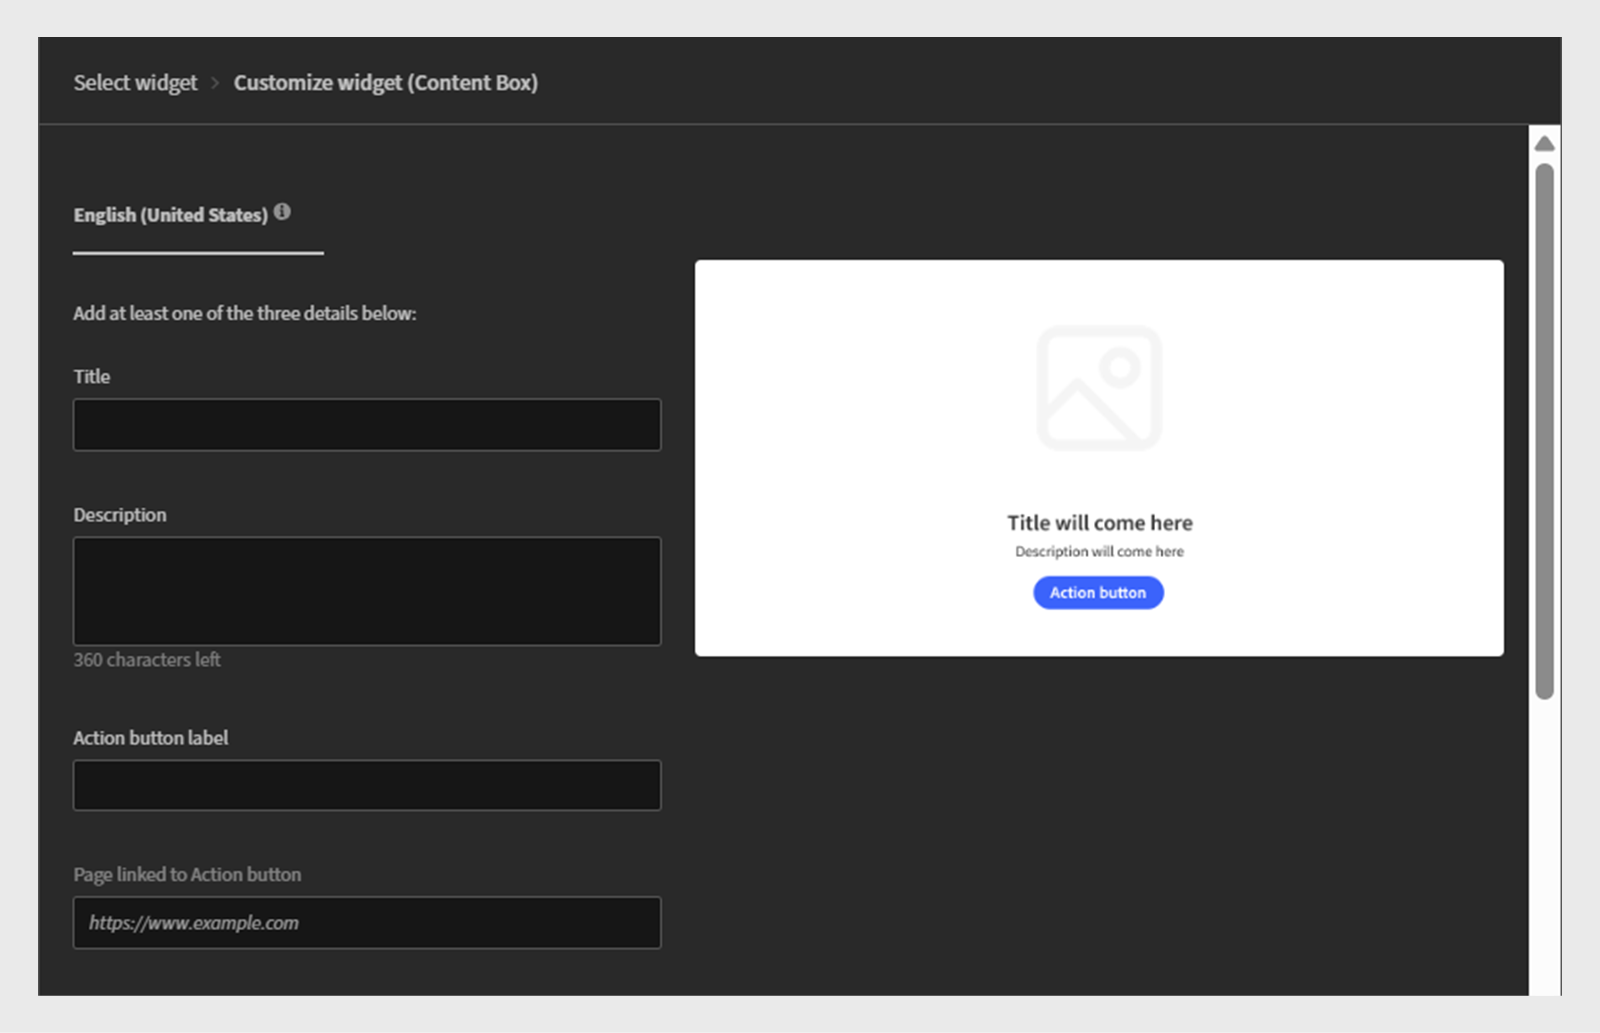 Select widget > Customize widget (Content Box)
English (United States)
Add at least one of the three details below:
Title
Description
360 characters left
Action button label
Page linked to Action button
https://www.example.com
Title will come here
Description will come here
Action button